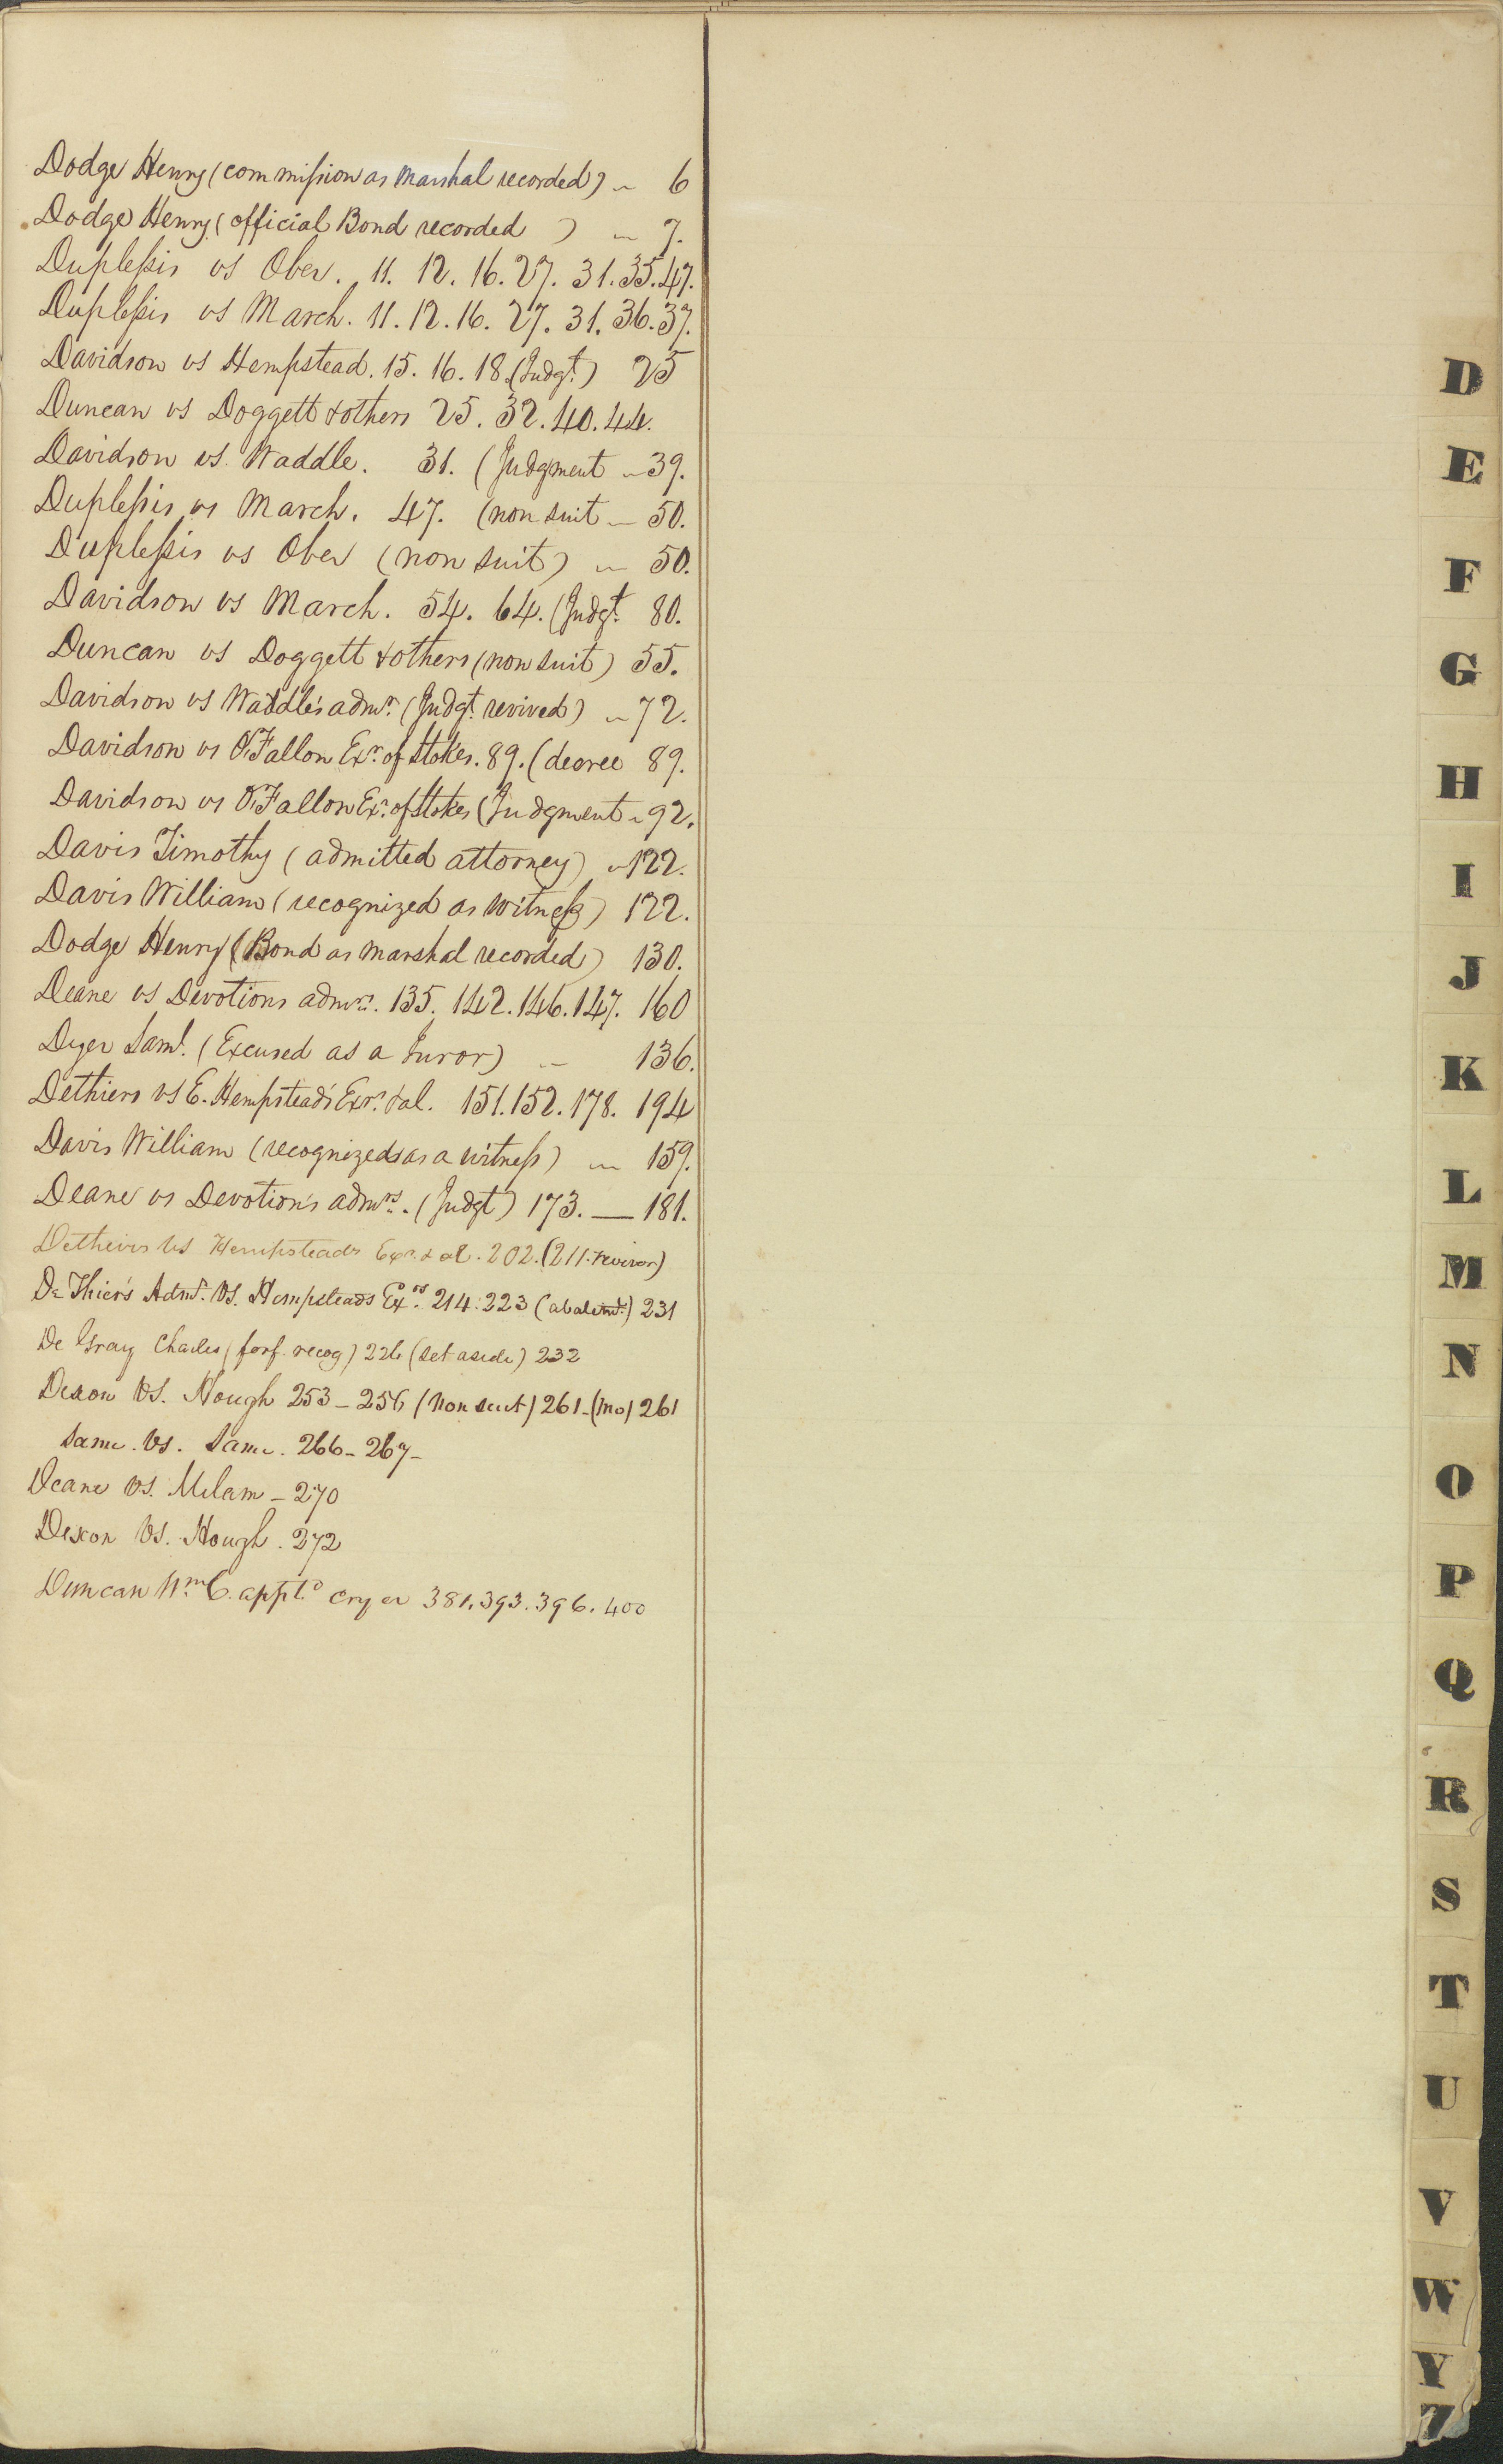 Dodge Henry (commission as Marshal recorded) - 6
Dodge Henry (official Bond recorded ) - 7.
Duplessis vs Ober. 11. 12. 16. 27. 31. 35. 47.
Duplessis vs March. 11. 12. 16. 27. 31. 36. 37.
Davidson vs Hempstead. 15. 16. 18. (Judgt.) 25
Duncan vs Doggett & others 25. 32. 40. 44.
Davidson vs. Waddle. 31. (Judgment - 39.
Duplessis vs March. 47. (non suit - 50.
Duplessis vs Ober (non suit) - 50.
Davidson vs March. 54. 64. (Judgt. 80.
Duncan vs Doggett & others (non suit) 55.
Davidson vs Waddle's admr. (Judgt. revived) - 72.
Davidson vs O'Fallon Exr. of Stokes. 89. (decree 89.
Davidson vs O'Fallon Exr. of Stokes (Judgment - 92.
Davis Timothy (admitted attorney) - 122.
Davis William (recognized as witness) 122.
Dodge Henry (Bond as Marshal recorded) 130.
Deane vs Devotions admrs. 135. 142. 146. 147. 160
Dyer Saml. (Excused as a Juror) - 136.
Dethiers vs E. Hempstead's Exr. & al. 151. 152. 178. 194
Davis William (recognized as a witness) - 159.
Deane vs Devotion's admrs. (Judgt) 173. — 181.
Dethiers vs Hempsteads Exr. & al. 202. (211. revivor)
De Thier's Admr. vs. Hempsteads Exrs. 214. 223 (abatemt.) 231
De Gray Charles (forf. recog) 226 (set aside) 232
Dixon vs. Hough 253 - 256 (Non suit) 261 - (mo) 261
Same. vs. Same. 266 - 267 -
Deane vs. Milam - 270
Dixon vs. Hough. 272
Duncan Wm. C. apptd. Cryer 381. 393. 396. 400
D
E
F
G
H
I
J
K
L
M
N
O
P
Q
R
S
T
U
V
W
Y
Z